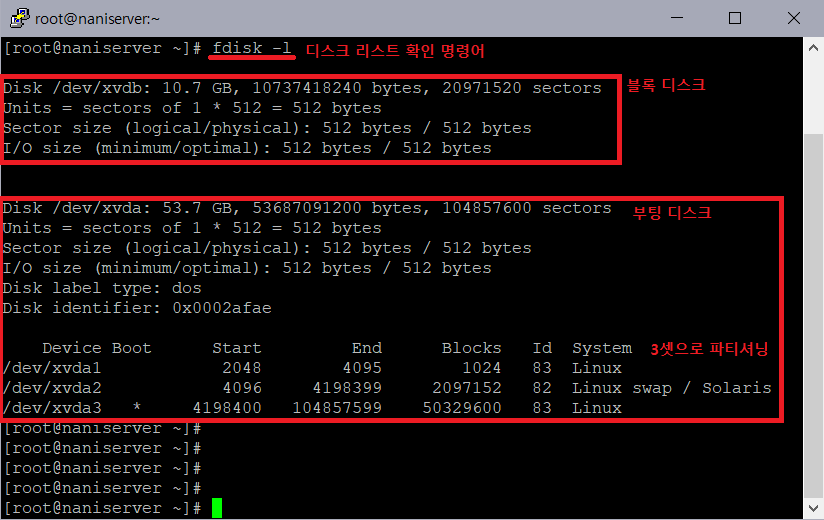 root@naniserver:~
[root@naniserver ~]# fdisk -l 디스크 리스트 확인 명령어
Disk /dev/xvdb: 10.7 GB, 10737418240 bytes, 20971520 sectors 블록 디스크
Units = sectors of 1 * 512 = 512 bytes
Sector size (logical/physical): 512 bytes / 512 bytes
I/O size (minimum/optimal): 512 bytes / 512 bytes
Disk /dev/xvda: 53.7 GB, 53687091200 bytes, 104857600 sectors 부팅 디스크
Units = sectors of 1 * 512 = 512 bytes
Sector size (logical/physical): 512 bytes / 512 bytes
I/O size (minimum/optimal): 512 bytes / 512 bytes
Disk label type: dos
Disk identifier: 0x0002afae
Device Boot Start End Blocks Id System 3셋으로 파티셔닝
/dev/xvda1 2048 4095 1024 83 Linux
/dev/xvda2 4096 4198399 2097152 82 Linux swap / Solaris
/dev/xvda3 * 4198400 104857599 50329600 83 Linux
[root@naniserver ~]#
[root@naniserver ~]#
[root@naniserver ~]#
[root@naniserver ~]#
[root@naniserver ~]#